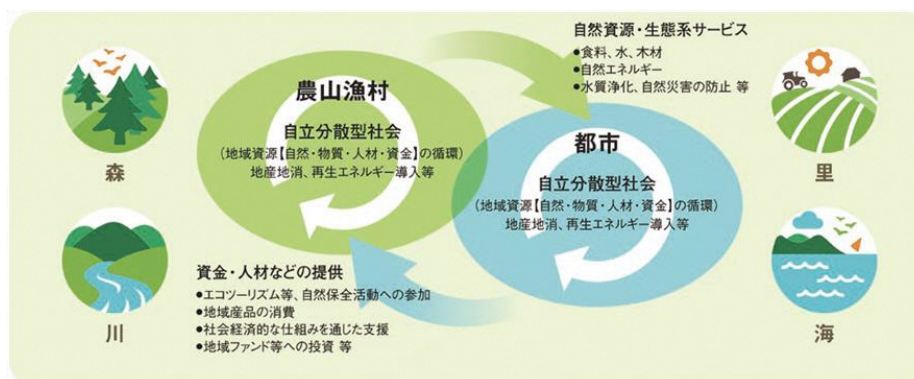 自然資源・生態系サービス
●食料、水、木材
●自然エネルギー
●水質浄化、自然災害の防止 等
農山漁村
自立分散型社会
(地域資源【自然・物質・人材・資金】の循環)
地産地消、再生エネルギー導入等
都市
自立分散型社会
(地域資源【自然・物質・人材・資金】の循環)
地産地消、再生エネルギー導入等
森
里
資金・人材などの提供
●エコツーリズム等、自然保全活動への参加
●地域産品の消費
●社会経済的な仕組みを通じた支援
●地域ファンド等への投資 等
川
海